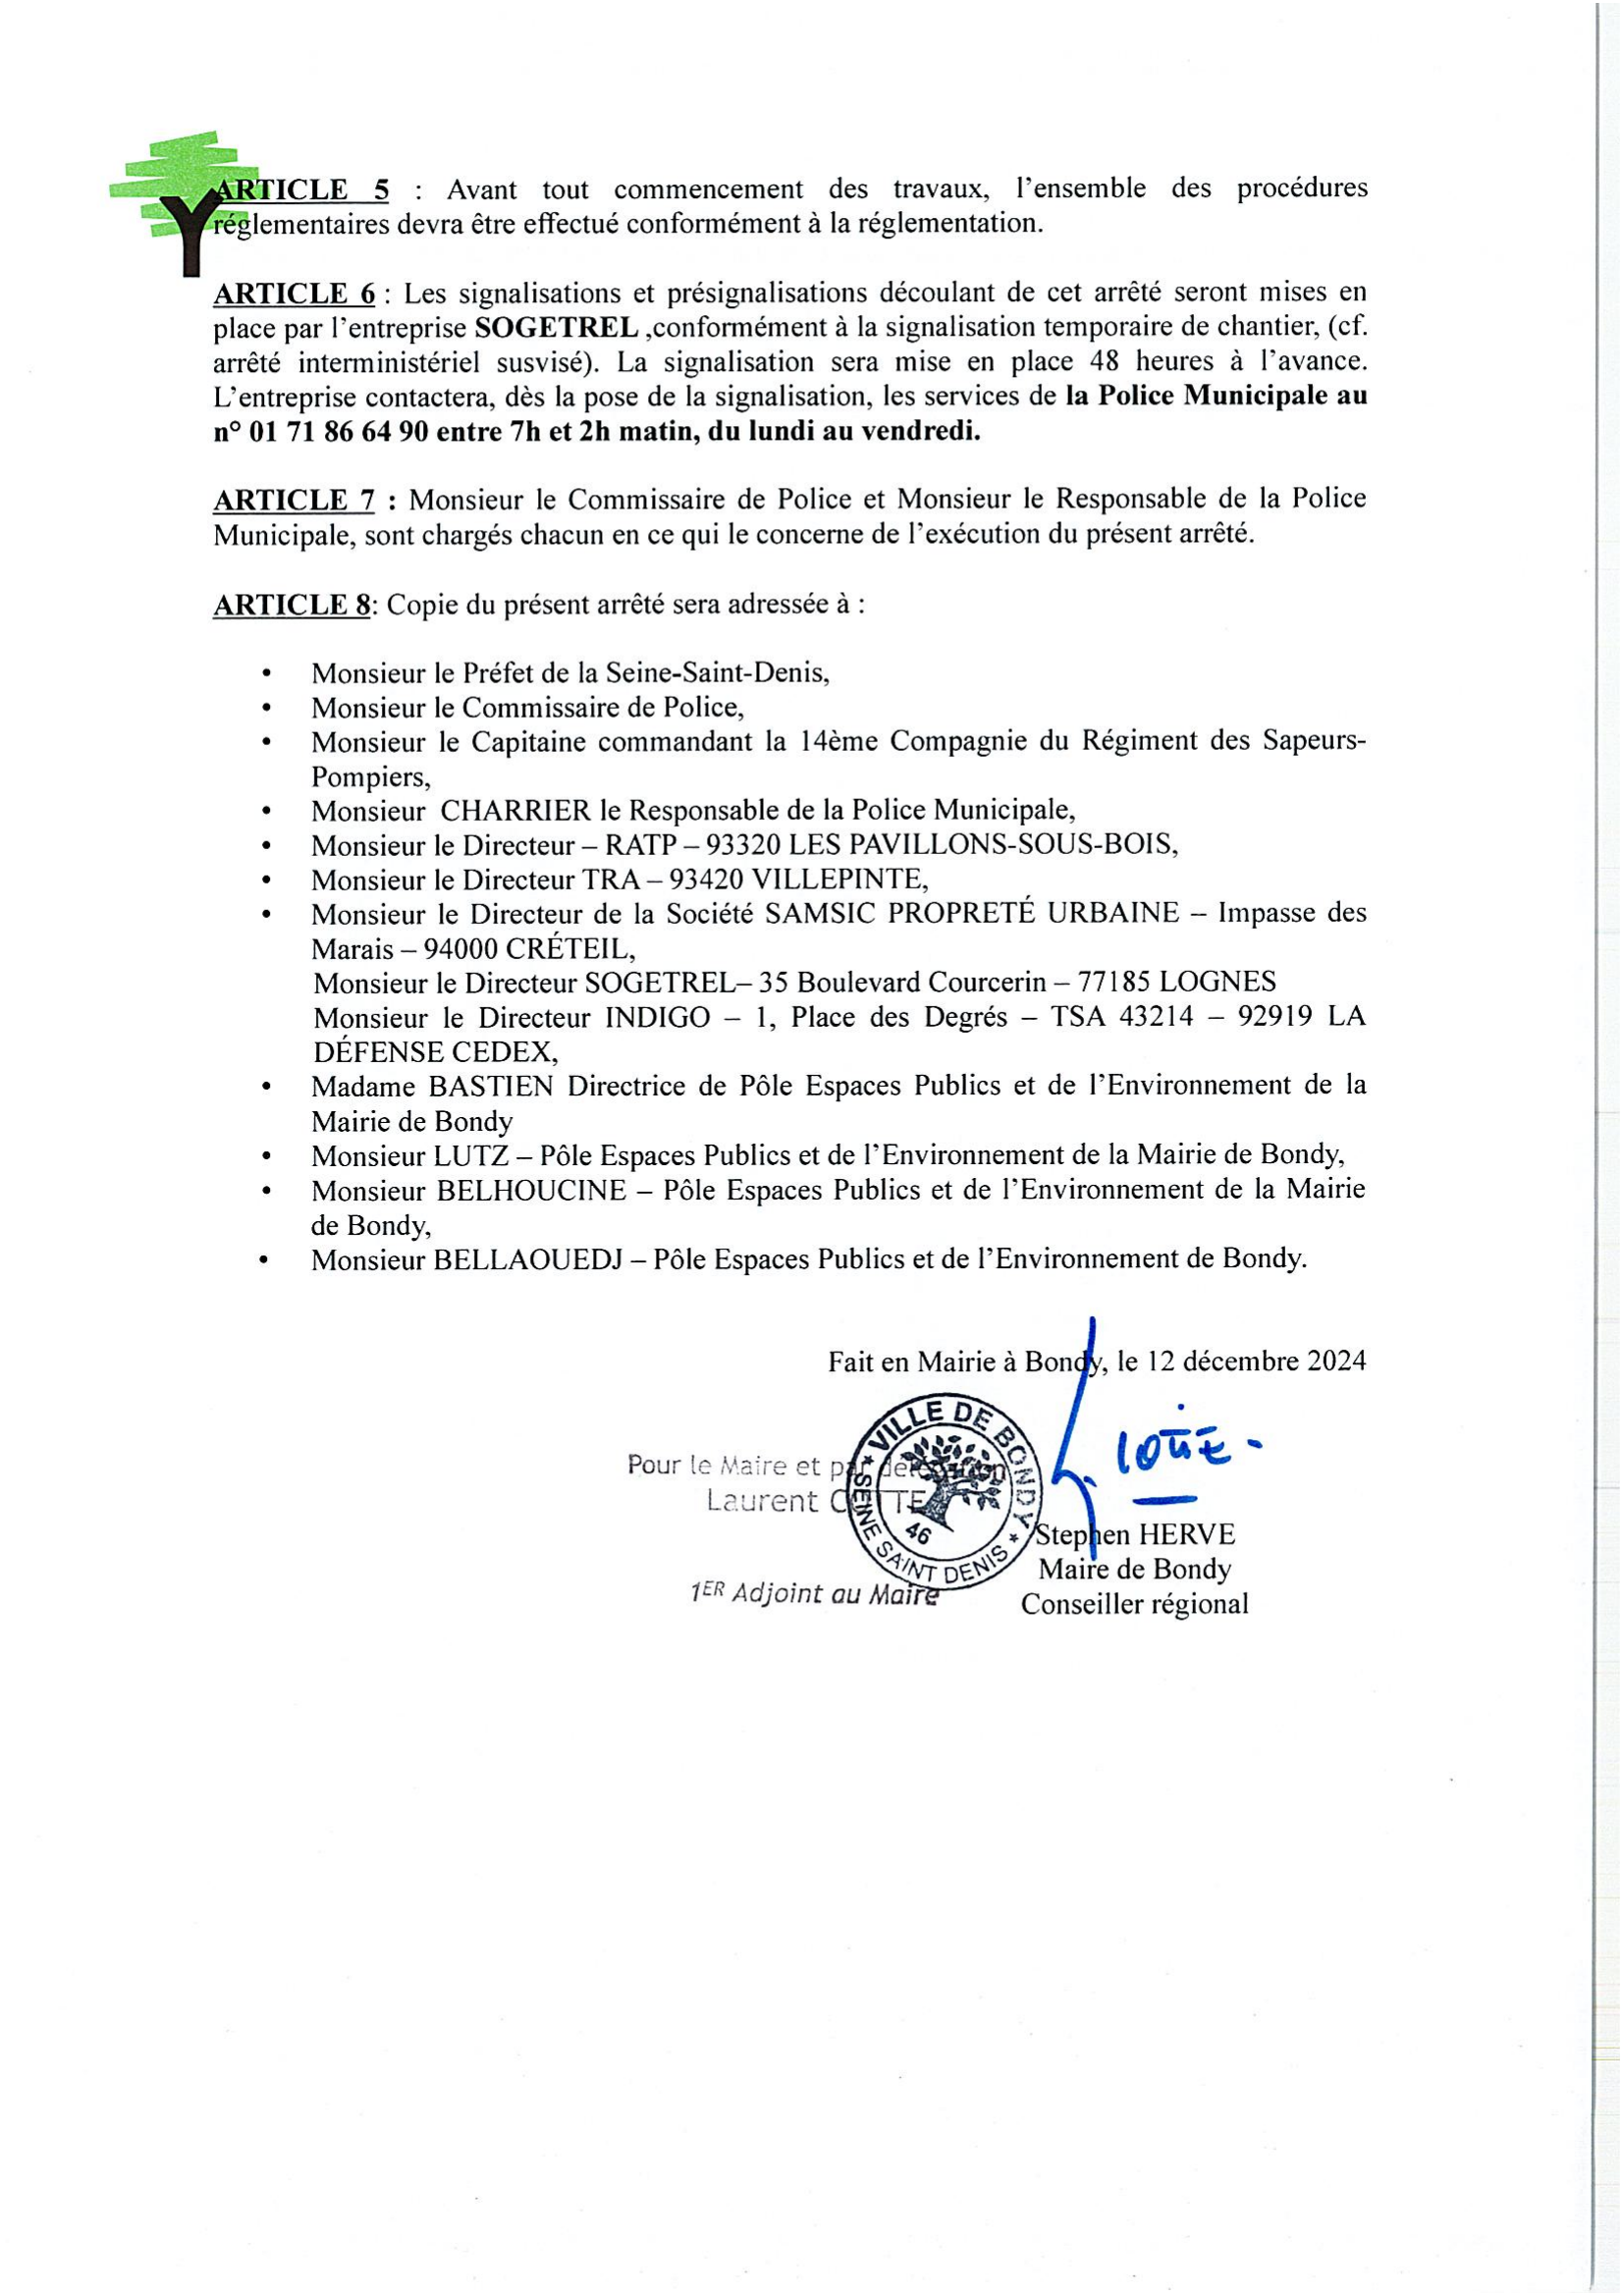 ARTICLE 5 : Avant tout commencement des travaux, l’ensemble des procédures
réglementaires devra être effectué conformément à la réglementation.
ARTICLE 6 : Les signalisations et présignalisations découlant de cet arrêté seront mises en
place par l’entreprise SOGETREL ,conformément à la signalisation temporaire de chantier, (cf.
arrêté interministériel susvisé). La signalisation sera mise en place 48 heures à l’avance.
L’entreprise contactera, dès la pose de la signalisation, les services de la Police Municipale au
n° 01 71 86 64 90 entre 7h et 2h matin, du lundi au vendredi.
ARTICLE 7 : Monsieur le Commissaire de Police et Monsieur le Responsable de la Police
Municipale, sont chargés chacun en ce qui le concerne de l’exécution du présent arrêté.
ARTICLE 8: Copie du présent arrêté sera adressée à :
• Monsieur le Préfet de la Seine-Saint-Denis,
• Monsieur le Commissaire de Police,
• Monsieur le Capitaine commandant la 14ème Compagnie du Régiment des Sapeurs-
Pompiers,
• Monsieur CHARRIER le Responsable de la Police Municipale,
• Monsieur le Directeur – RATP – 93320 LES PAVILLONS-SOUS-BOIS,
• Monsieur le Directeur TRA – 93420 VILLEPINTE,
• Monsieur le Directeur de la Société SAMSIC PROPRETÉ URBAINE – Impasse des
Marais – 94000 CRÉTEIL,
Monsieur le Directeur SOGETREL– 35 Boulevard Courcerin – 77185 LOGNES
Monsieur le Directeur INDIGO – 1, Place des Degrés – TSA 43214 – 92919 LA
DÉFENSE CEDEX,
• Madame BASTIEN Directrice de Pôle Espaces Publics et de l’Environnement de la
Mairie de Bondy
• Monsieur LUTZ – Pôle Espaces Publics et de l’Environnement de la Mairie de Bondy,
• Monsieur BELHOUCINE – Pôle Espaces Publics et de l’Environnement de la Mairie
de Bondy,
• Monsieur BELLAOUEDJ – Pôle Espaces Publics et de l’Environnement de Bondy.
Fait en Mairie à Bondy, le 12 décembre 2024
VILLE DE BONDY
* SEINE SAINT DENIS *
46
Pour le Maire et par délégation
Laurent
1ER Adjoint au Maire
Stephen HERVE
Maire de Bondy
Conseiller régional